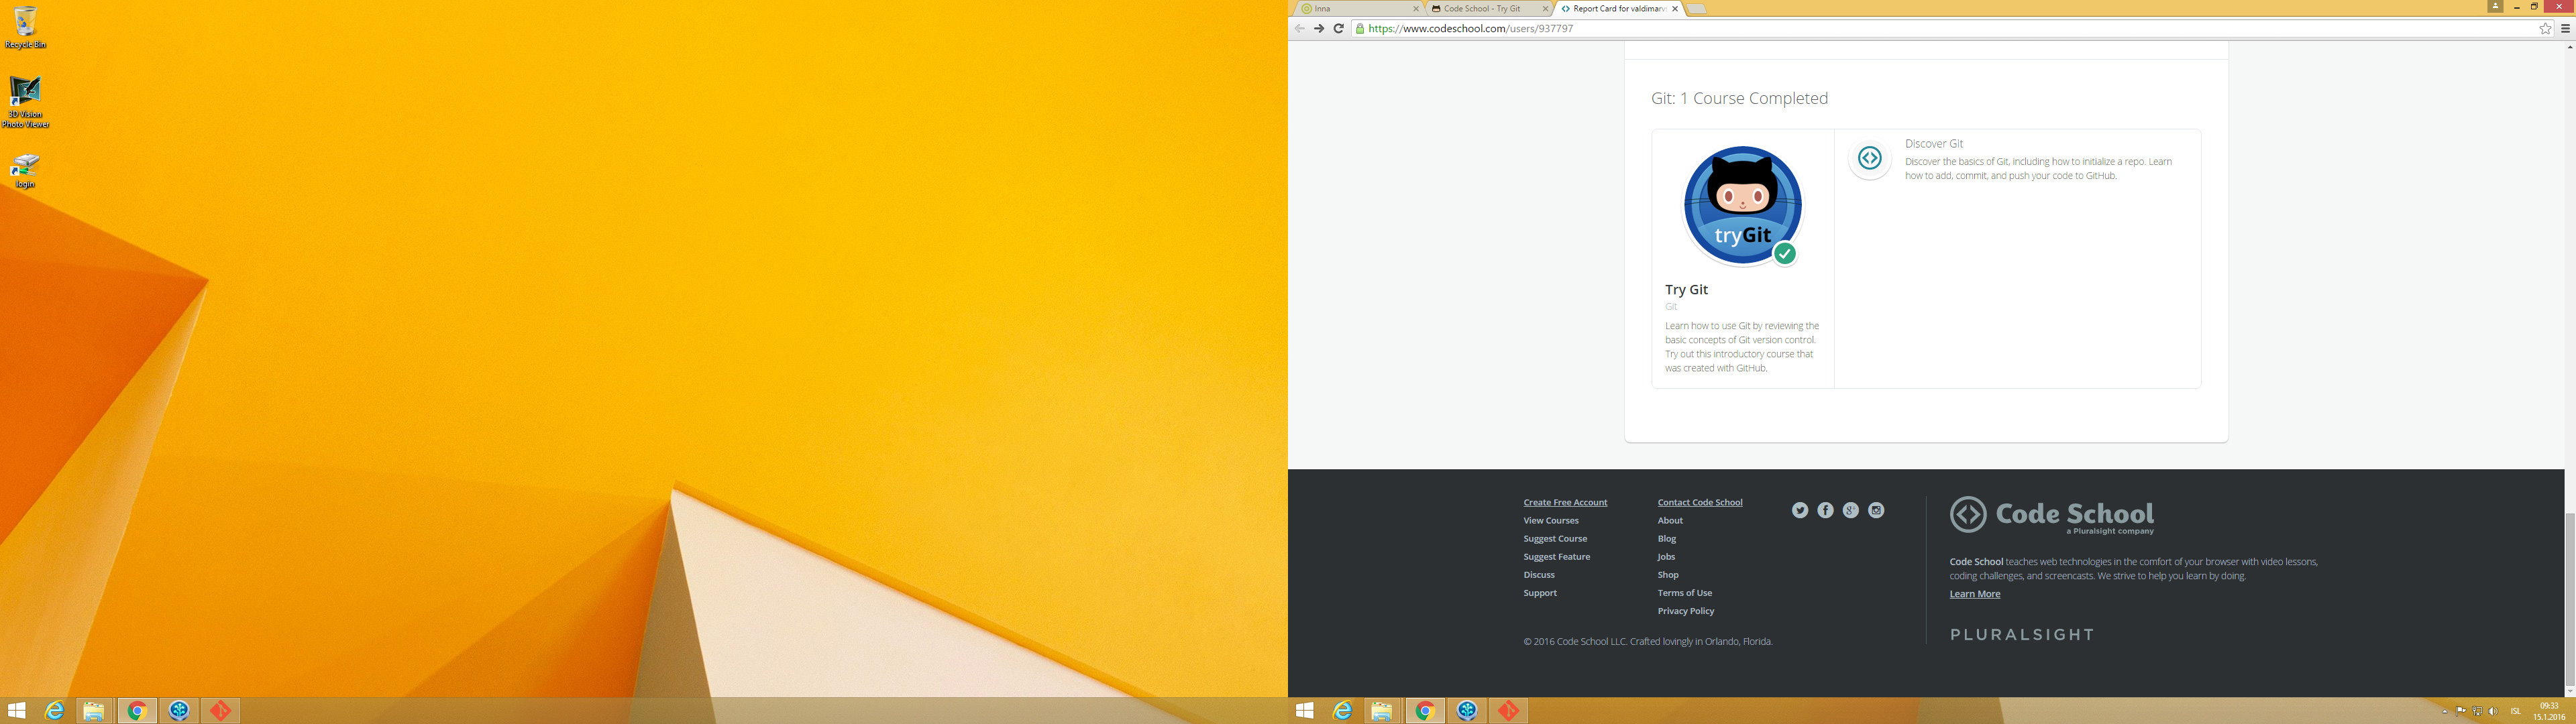 Recycle Bin
3D Vision
Photo Viewer
login
Inna
Code School - Try Git
Report Card for valdimarv
https://www.codeschool.com/users/937797
Git: 1 Course Completed
tryGit
Try Git
Git
Learn how to use Git by reviewing the
basic concepts of Git version control.
Try out this introductory course that
was created with GitHub.
Discover Git
Discover the basics of Git, including how to initialize a repo. Learn
how to add, commit, and push your code to GitHub.
Create Free Account
View Courses
Suggest Course
Suggest Feature
Discuss
Support
Contact Code School
About
Blog
Jobs
Shop
Terms of Use
Privacy Policy
© 2016 Code School LLC. Crafted lovingly in Orlando, Florida.
Code School
a Pluralsight company
Code School teaches web technologies in the comfort of your browser with video lessons,
coding challenges, and screencasts. We strive to help you learn by doing.
Learn More
PLURALSIGHT
ISL
09:33
15.1.2016